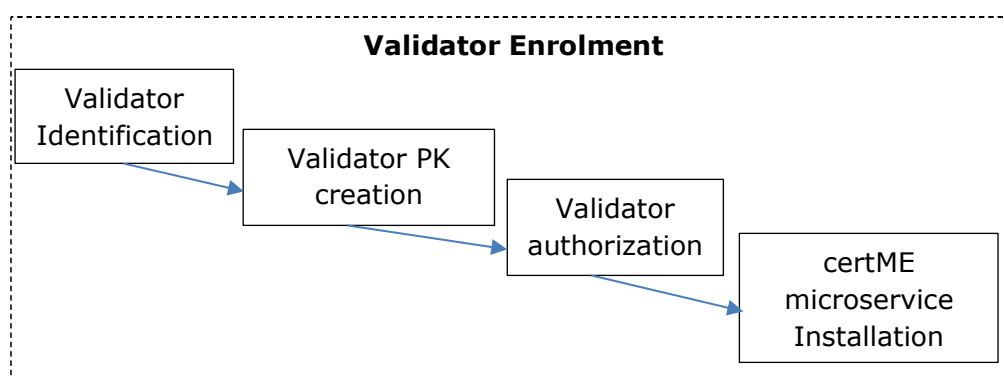 Validator Enrolment
Validator
Identification
Validator PK
creation
Validator
authorization
certME
microservice
Installation